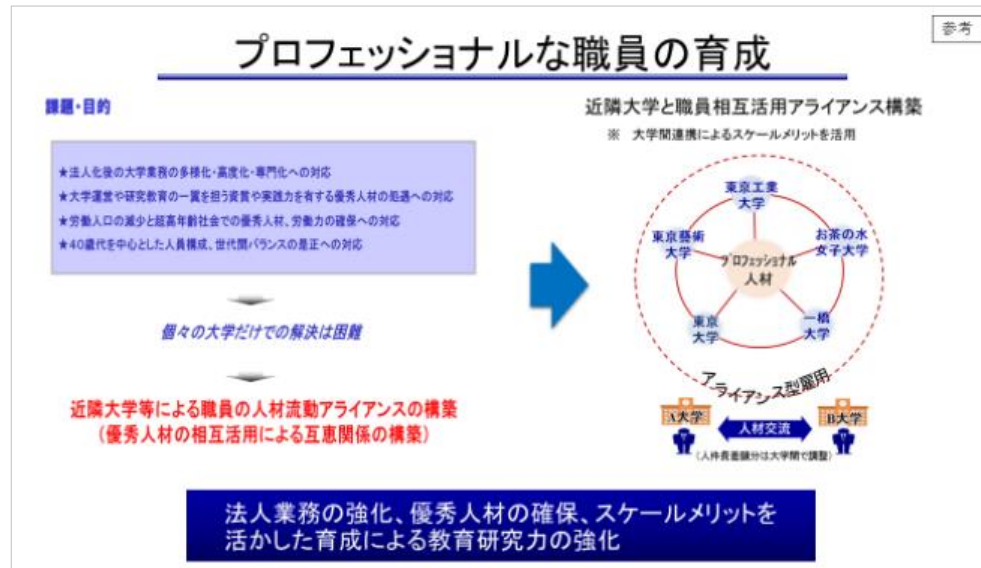 参考
プロフェッショナルな職員の育成
課題・目的
★法人化後の大学業務の多様化・高度化・専門化への対応
★大学運営や研究教育の一翼を担う資質や実践力を有する優秀人材の処遇への対応
★労働人口の減少と超高年齢社会での優秀人材、労働力の確保への対応
★40歳代を中心とした人員構成、世代間バランスの是正への対応
個々の大学だけでの解決は困難
近隣大学等による職員の人材流動アライアンスの構築
(優秀人材の相互活用による互恵関係の構築)
近隣大学と職員相互活用アライアンス構築
※ 大学間連携によるスケールメリットを活用
東京工業
大学
東京藝術
大学
お茶の水
女子大学
プロフェッショナル
人材
東京
大学
一橋
大学
アライアンス型雇用
A大学
人材交流
B大学
(人件費差額分は大学間で調整)
法人業務の強化、優秀人材の確保、スケールメリットを
活かした育成による教育研究力の強化